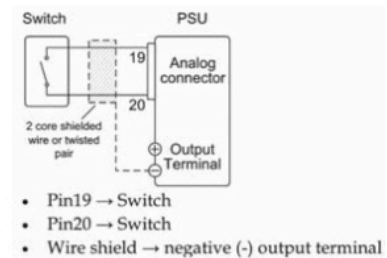 Switch
PSU
19
Analog
connector
20
2 core shielded
wire or twisted
pair
⊕ Output
Terminal
⊖
• Pin19 → Switch
• Pin20 → Switch
• Wire shield → negative (-) output terminal